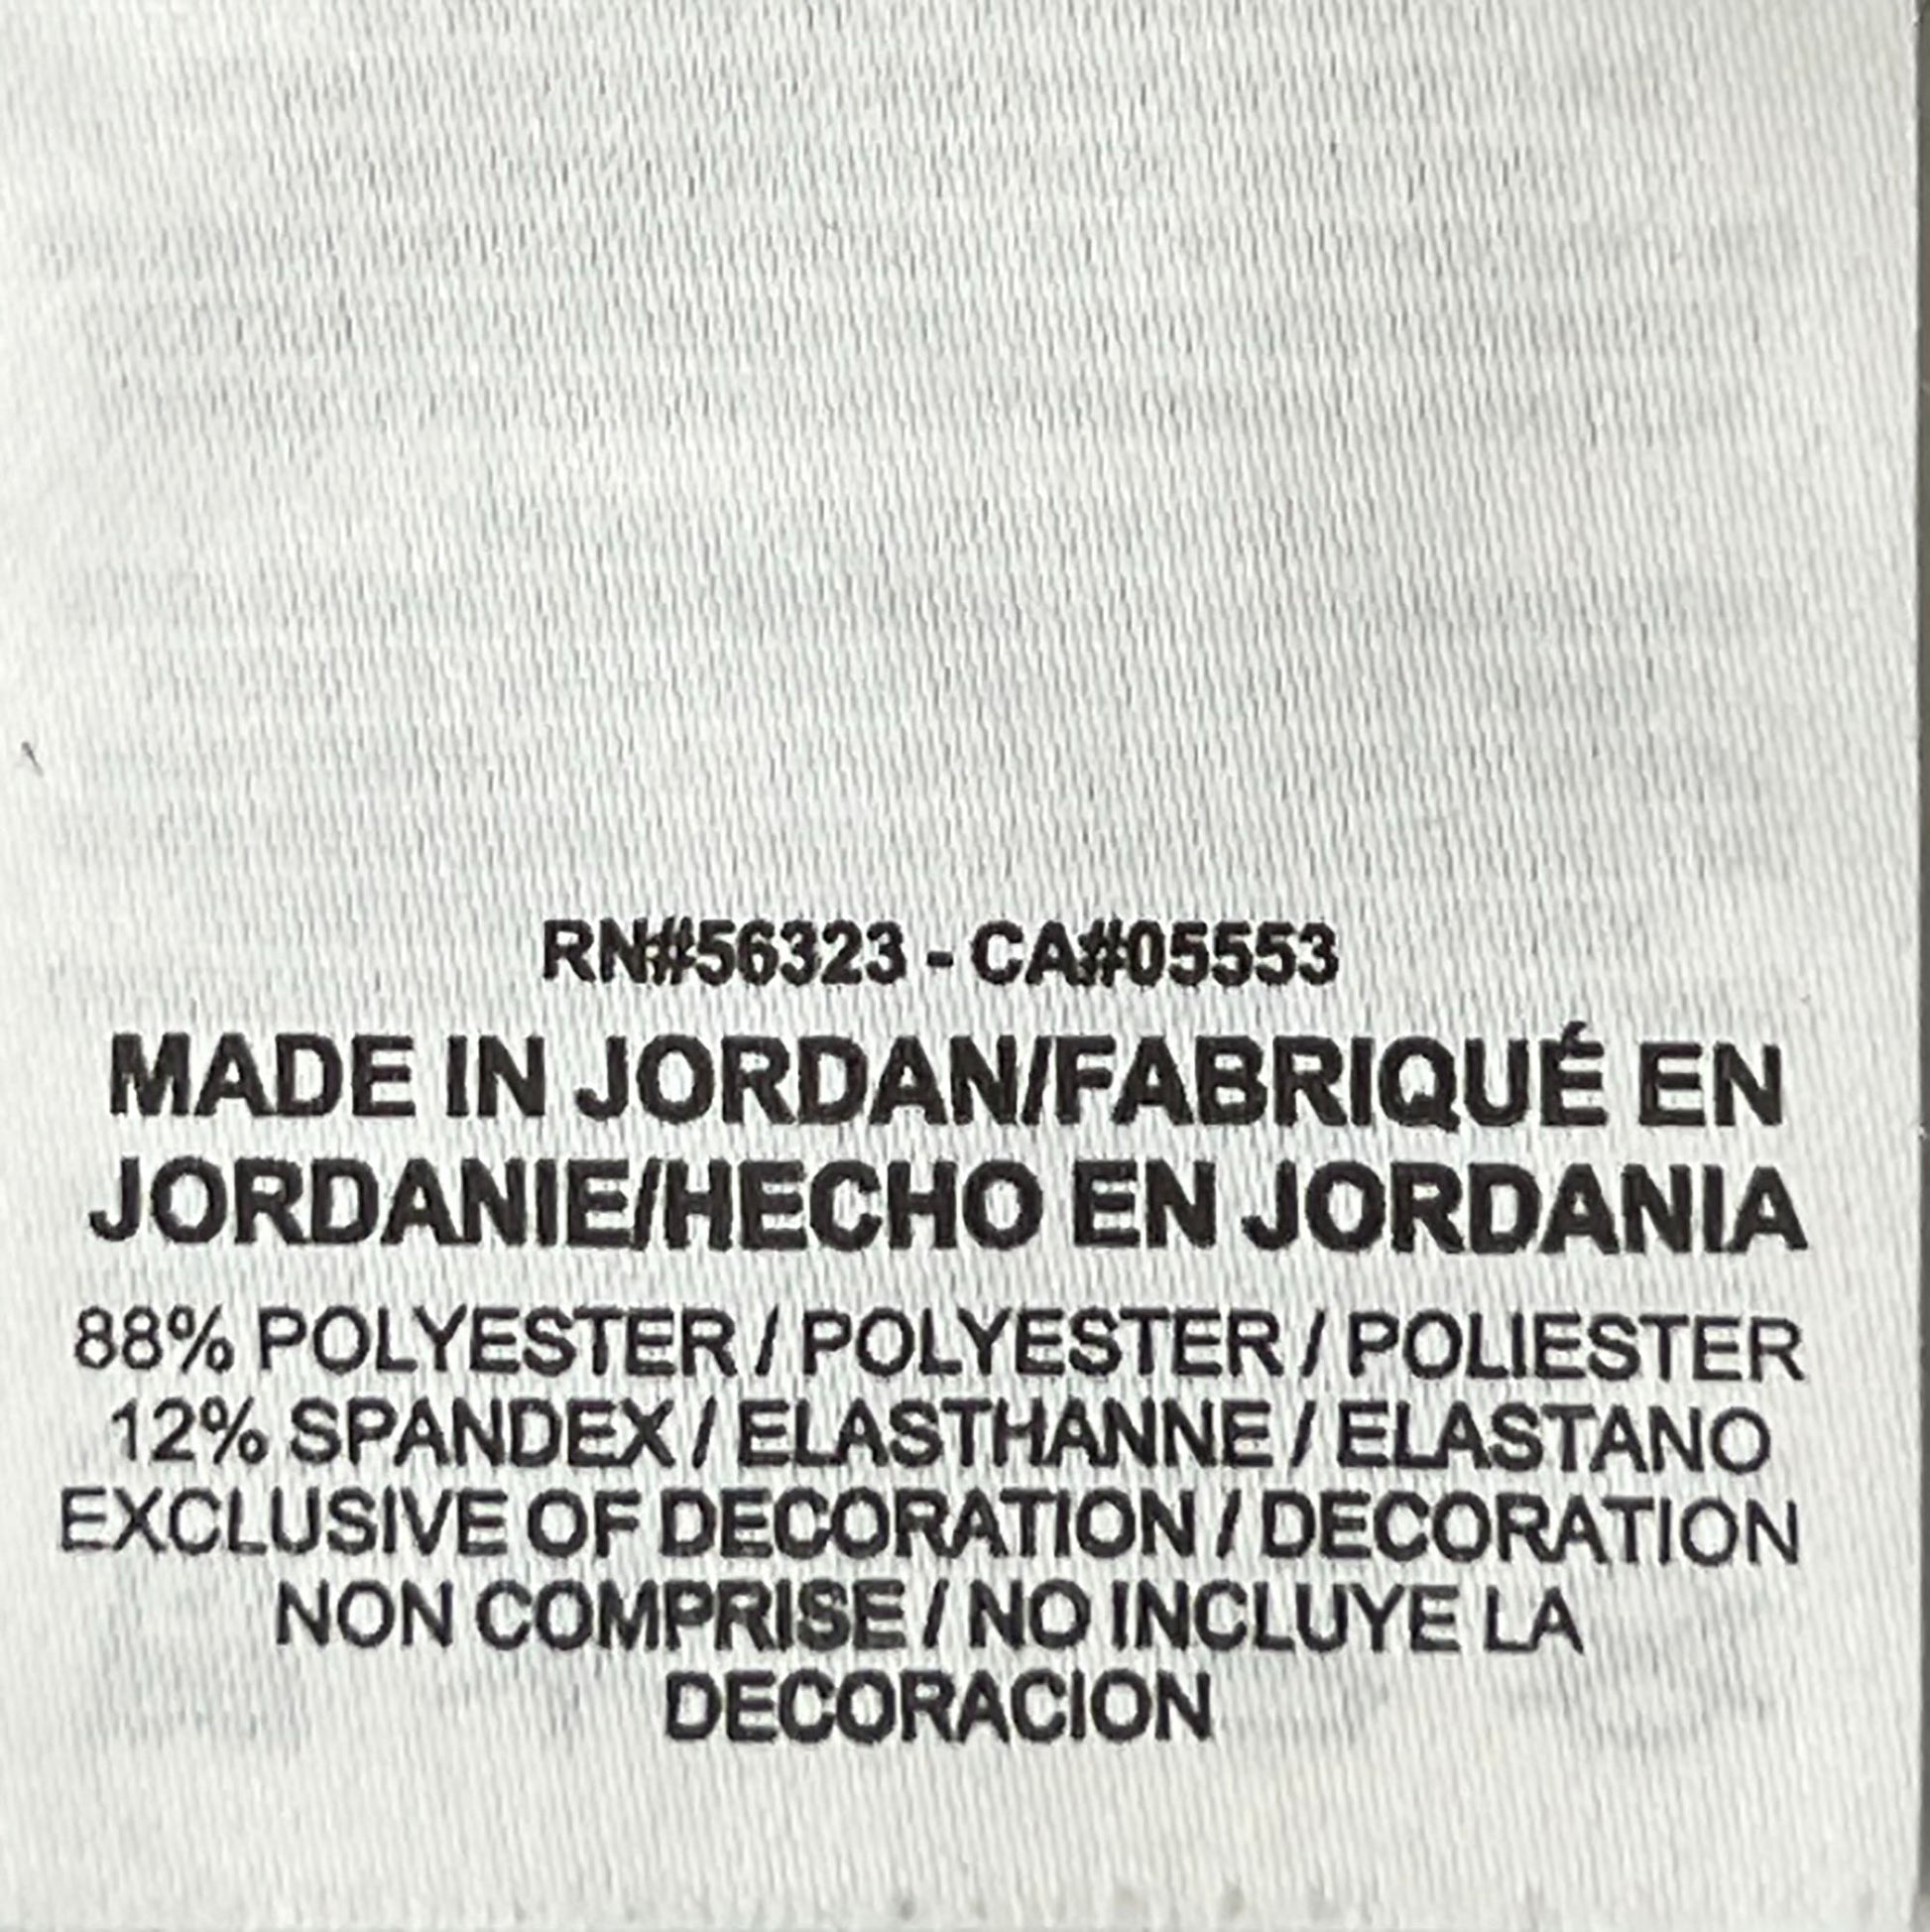 RN#56323 - CA#05553
MADE IN JORDAN/FABRIQUÉ EN
JORDANIE/HECHO EN JORDANIA
88% POLYESTER / POLYESTER / POLIESTER
12% SPANDEX / ELASTHANNE / ELASTANO
EXCLUSIVE OF DECORATION / DECORATION
NON COMPRISE / NO INCLUYE LA
DECORACION